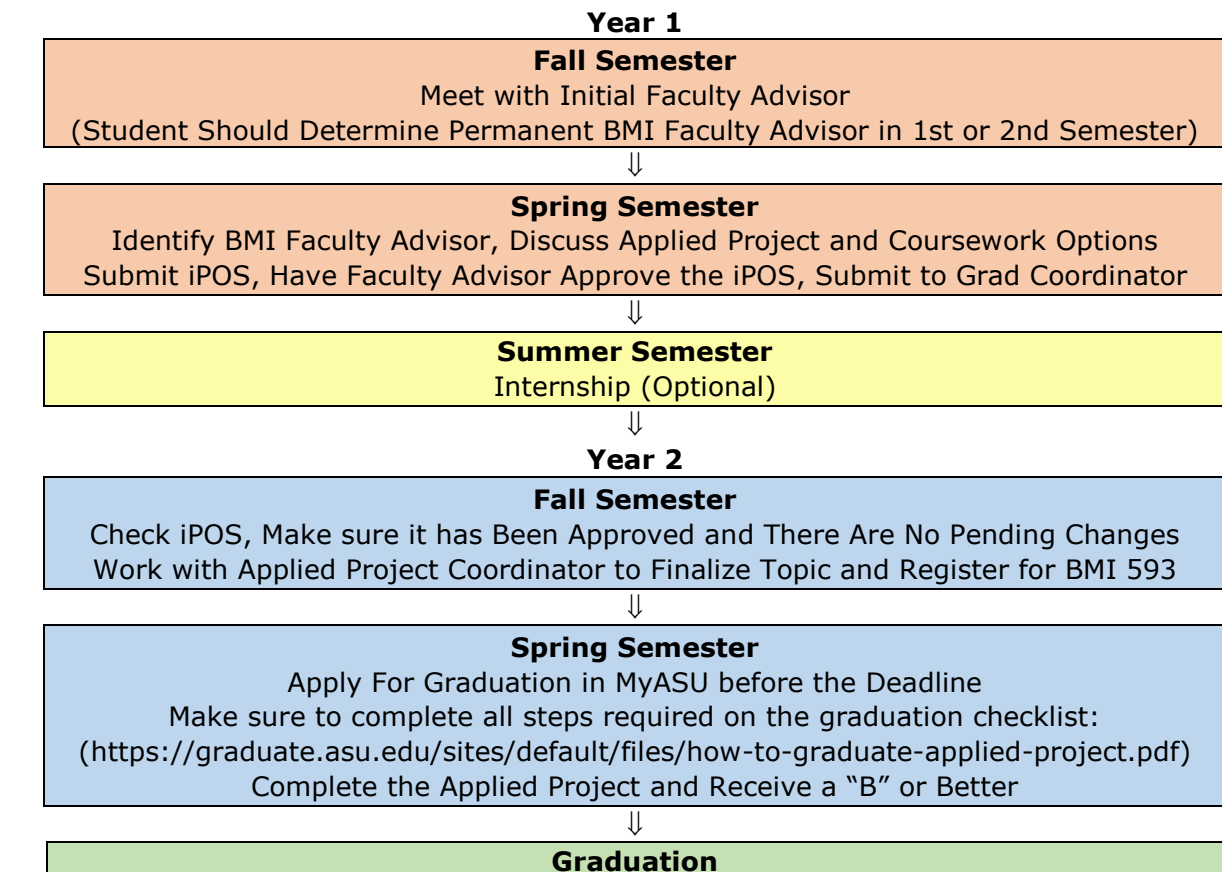 Year 1
Fall Semester
Meet with Initial Faculty Advisor
(Student Should Determine Permanent BMI Faculty Advisor in 1st or 2nd Semester)
⇓
Spring Semester
Identify BMI Faculty Advisor, Discuss Applied Project and Coursework Options
Submit iPOS, Have Faculty Advisor Approve the iPOS, Submit to Grad Coordinator
⇓
Summer Semester
Internship (Optional)
⇓
Year 2
Fall Semester
Check iPOS, Make sure it has Been Approved and There Are No Pending Changes
Work with Applied Project Coordinator to Finalize Topic and Register for BMI 593
⇓
Spring Semester
Apply For Graduation in MyASU before the Deadline
Make sure to complete all steps required on the graduation checklist:
(https://graduate.asu.edu/sites/default/files/how-to-graduate-applied-project.pdf)
Complete the Applied Project and Receive a “B” or Better
⇓
Graduation